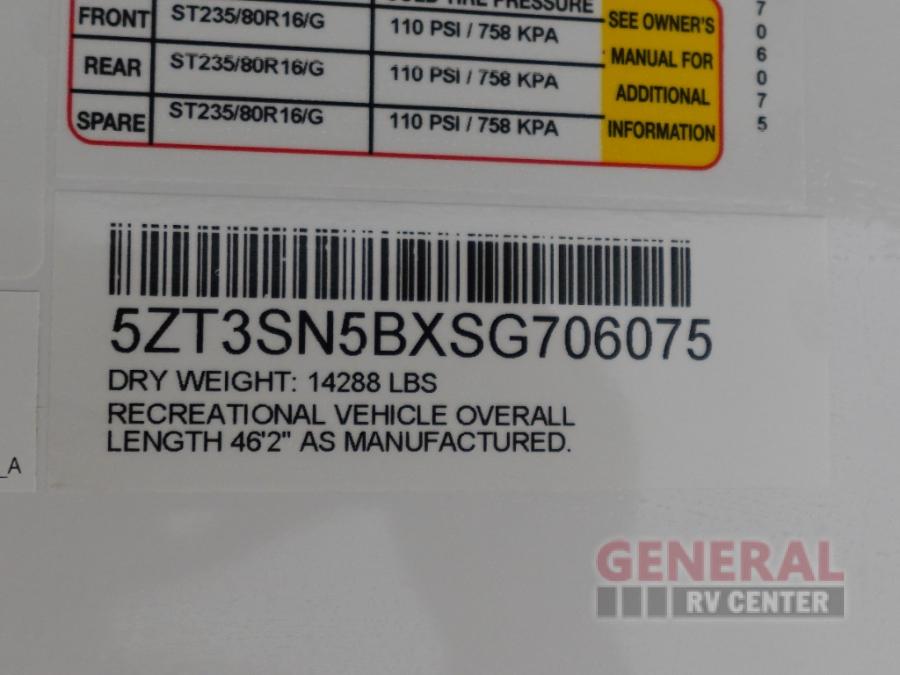 TIRE PRESSURE
FRONT ST235/80R16/G 110 PSI / 758 KPA
REAR ST235/80R16/G 110 PSI / 758 KPA
SPARE ST235/80R16/G 110 PSI / 758 KPA
SEE OWNER'S
MANUAL FOR
ADDITIONAL
INFORMATION
7
0
6
0
7
5
5ZT3SN5BXSG706075
DRY WEIGHT: 14288 LBS
RECREATIONAL VEHICLE OVERALL
LENGTH 46'2" AS MANUFACTURED.
_A
GENERAL
RV CENTER